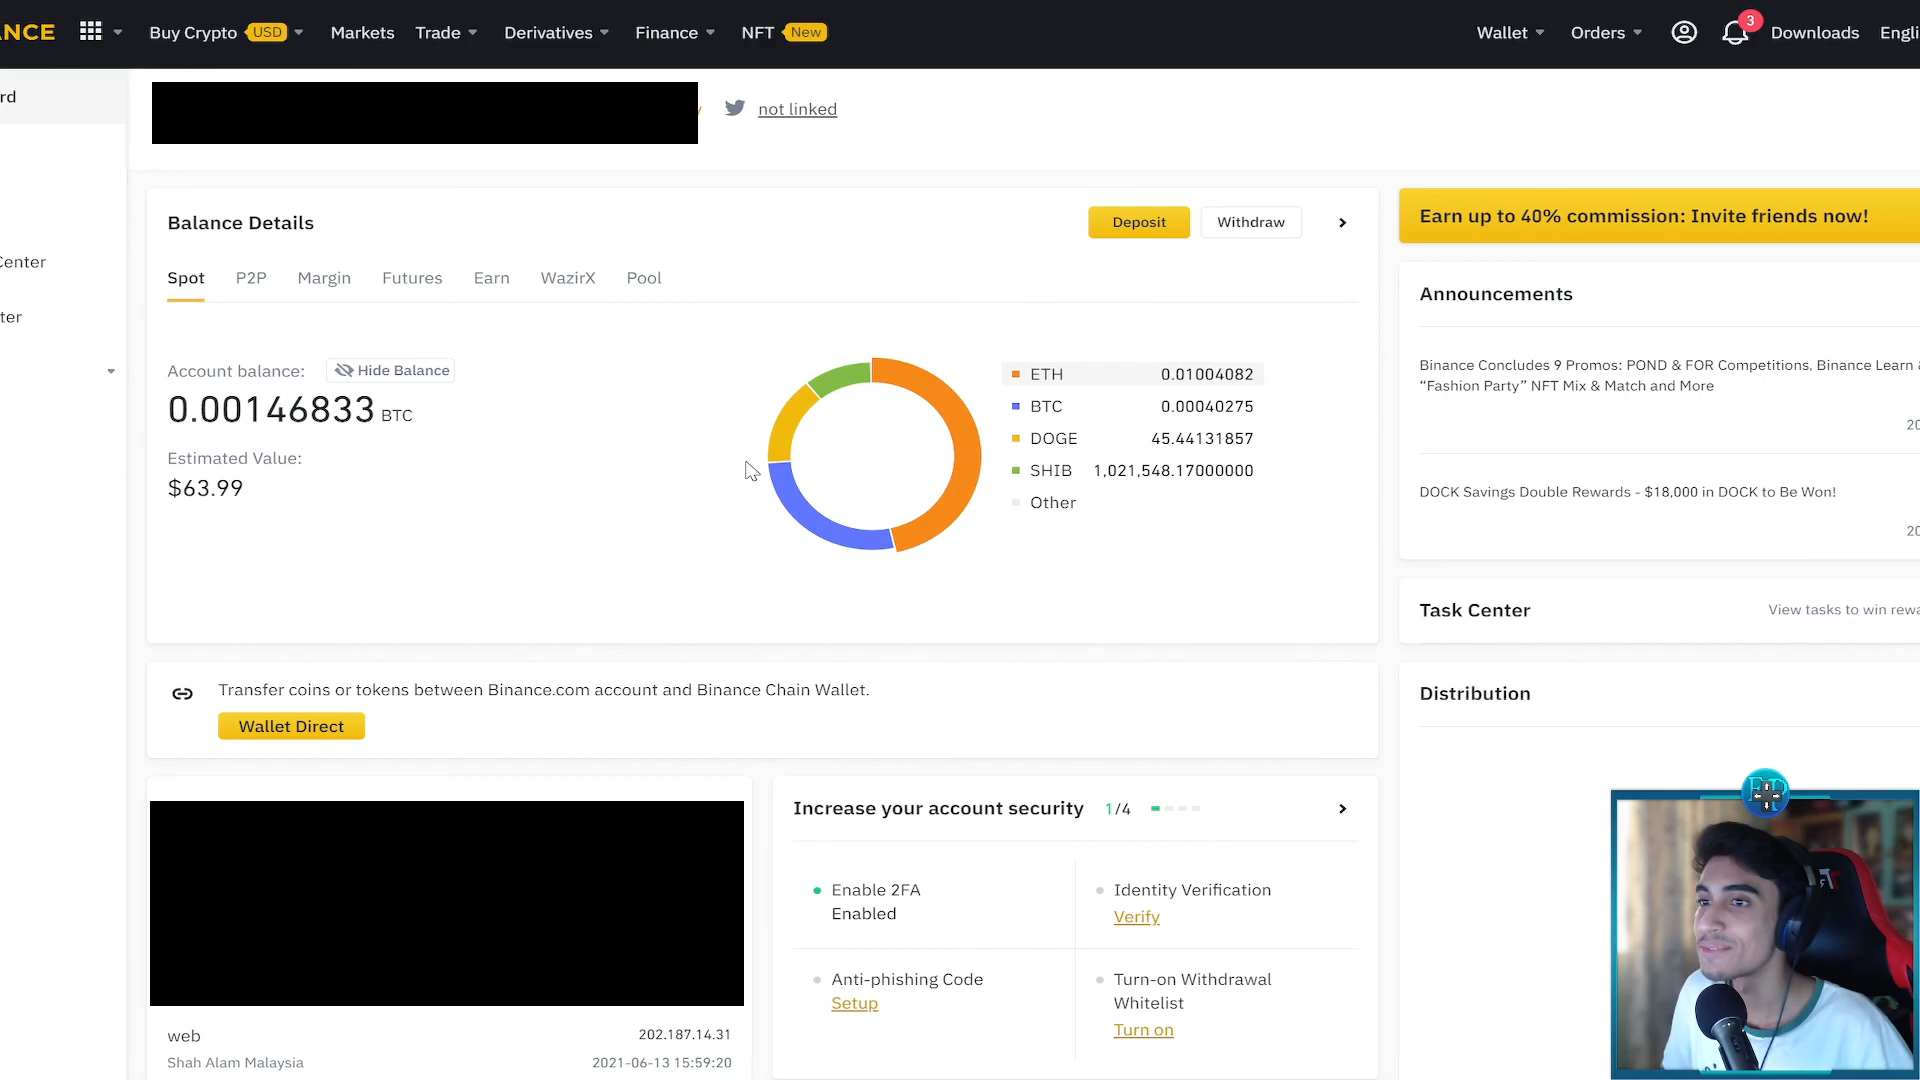 NCE
Buy Crypto USD
Markets
Trade
Derivatives
Finance
NFT New
Wallet
Orders
3
Downloads
Engli
rd
not linked
Center
ter
Balance Details
Deposit
Withdraw
Spot
P2P
Margin
Futures
Earn
WazirX
Pool
Account balance:
Hide Balance
0.00146833 BTC
Estimated Value:
$63.99
ETH 0.01004082
BTC 0.00040275
DOGE 45.44131857
SHIB 1,021,548.17000000
Other
Earn up to 40% commission: Invite friends now!
Announcements
Binance Concludes 9 Promos: POND & FOR Competitions, Binance Learn &
“Fashion Party” NFT Mix & Match and More
20
DOCK Savings Double Rewards - $18,000 in DOCK to Be Won!
20
Task Center
View tasks to win rewa
Distribution
Transfer coins or tokens between Binance.com account and Binance Chain Wallet.
Wallet Direct
Increase your account security 1/4
Enable 2FA
Enabled
Identity Verification
Verify
Anti-phishing Code
Setup
Turn-on Withdrawal
Whitelist
Turn on
web
202.187.14.31
Shah Alam Malaysia
2021-06-13 15:59:20